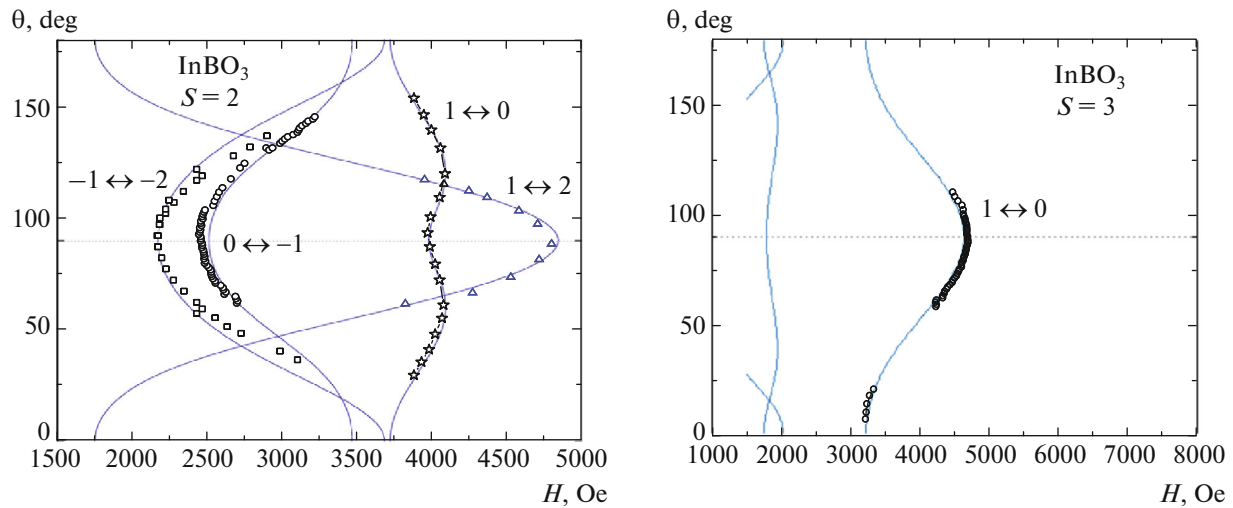 θ, deg
InBO3
S = 2
150
1 ↔ 0
−1 ↔ −2
1 ↔ 2
100
0 ↔ −1
50
0
1500 2000 2500 3000 3500 4000 4500 5000
H, Oe
θ, deg
InBO3
S = 3
150
1 ↔ 0
100
50
0
1000 2000 3000 4000 5000 6000 7000 8000
H, Oe